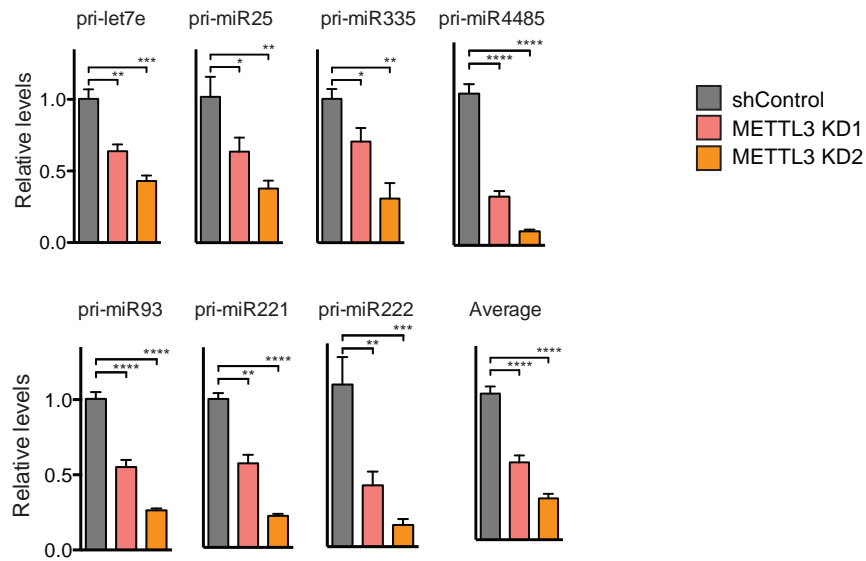 pri-let7e pri-miR25 pri-miR335 pri-miR4485
*** ** ** ****
** * * ****
Relative levels
1.0
0.5
0.0
shControl
METTL3 KD1
METTL3 KD2
pri-miR93 pri-miR221 pri-miR222 Average
**** **** *** ****
**** ** ** ****
Relative levels
1.0
0.5
0.0